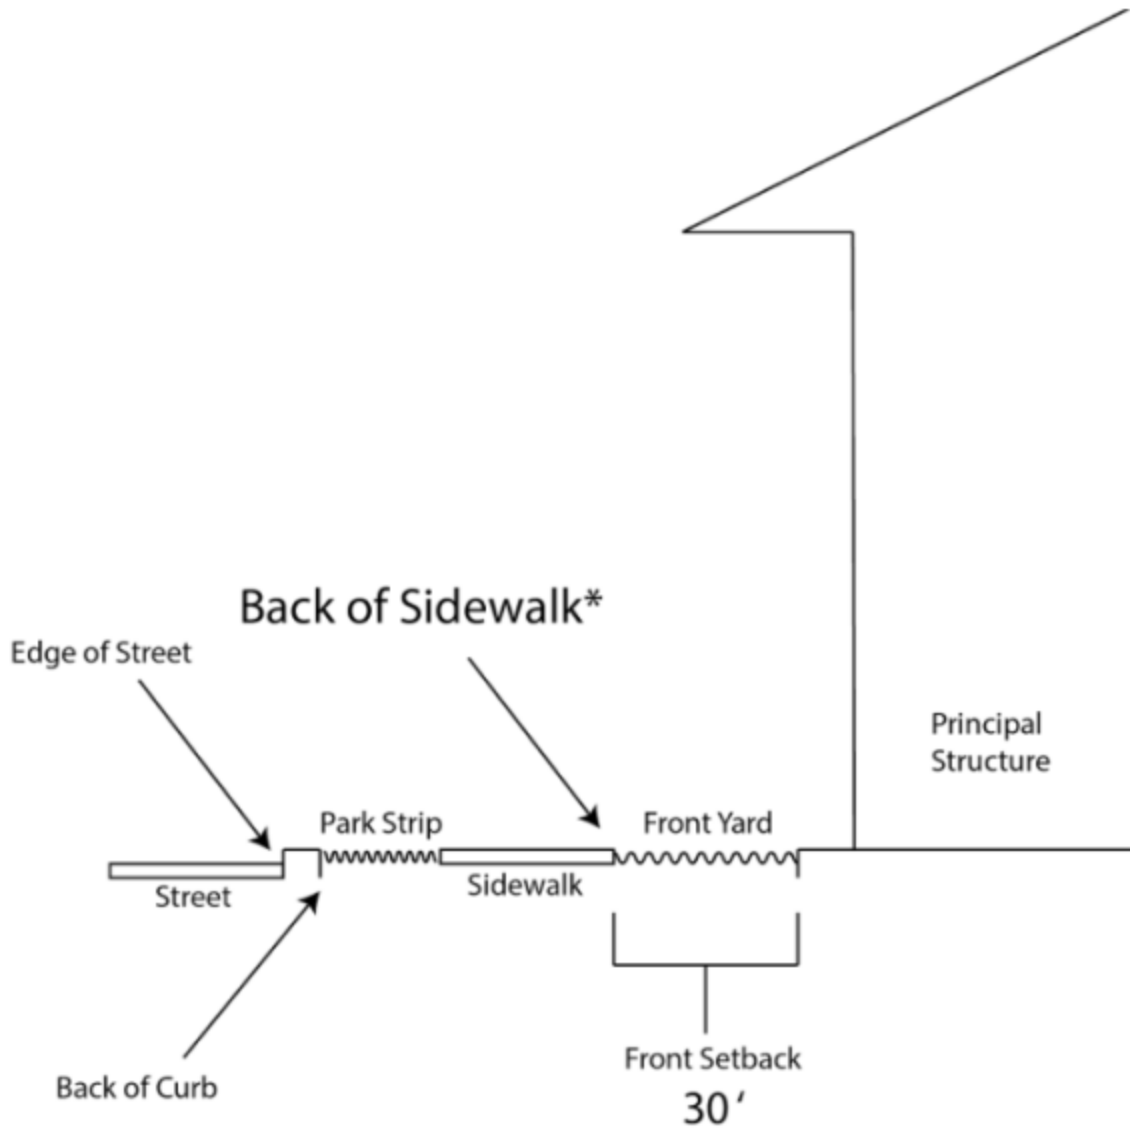 Back of Sidewalk*
Edge of Street
Principal
Structure
Park Strip
Front Yard
Street
Sidewalk
Front Setback
Back of Curb
30 ‘